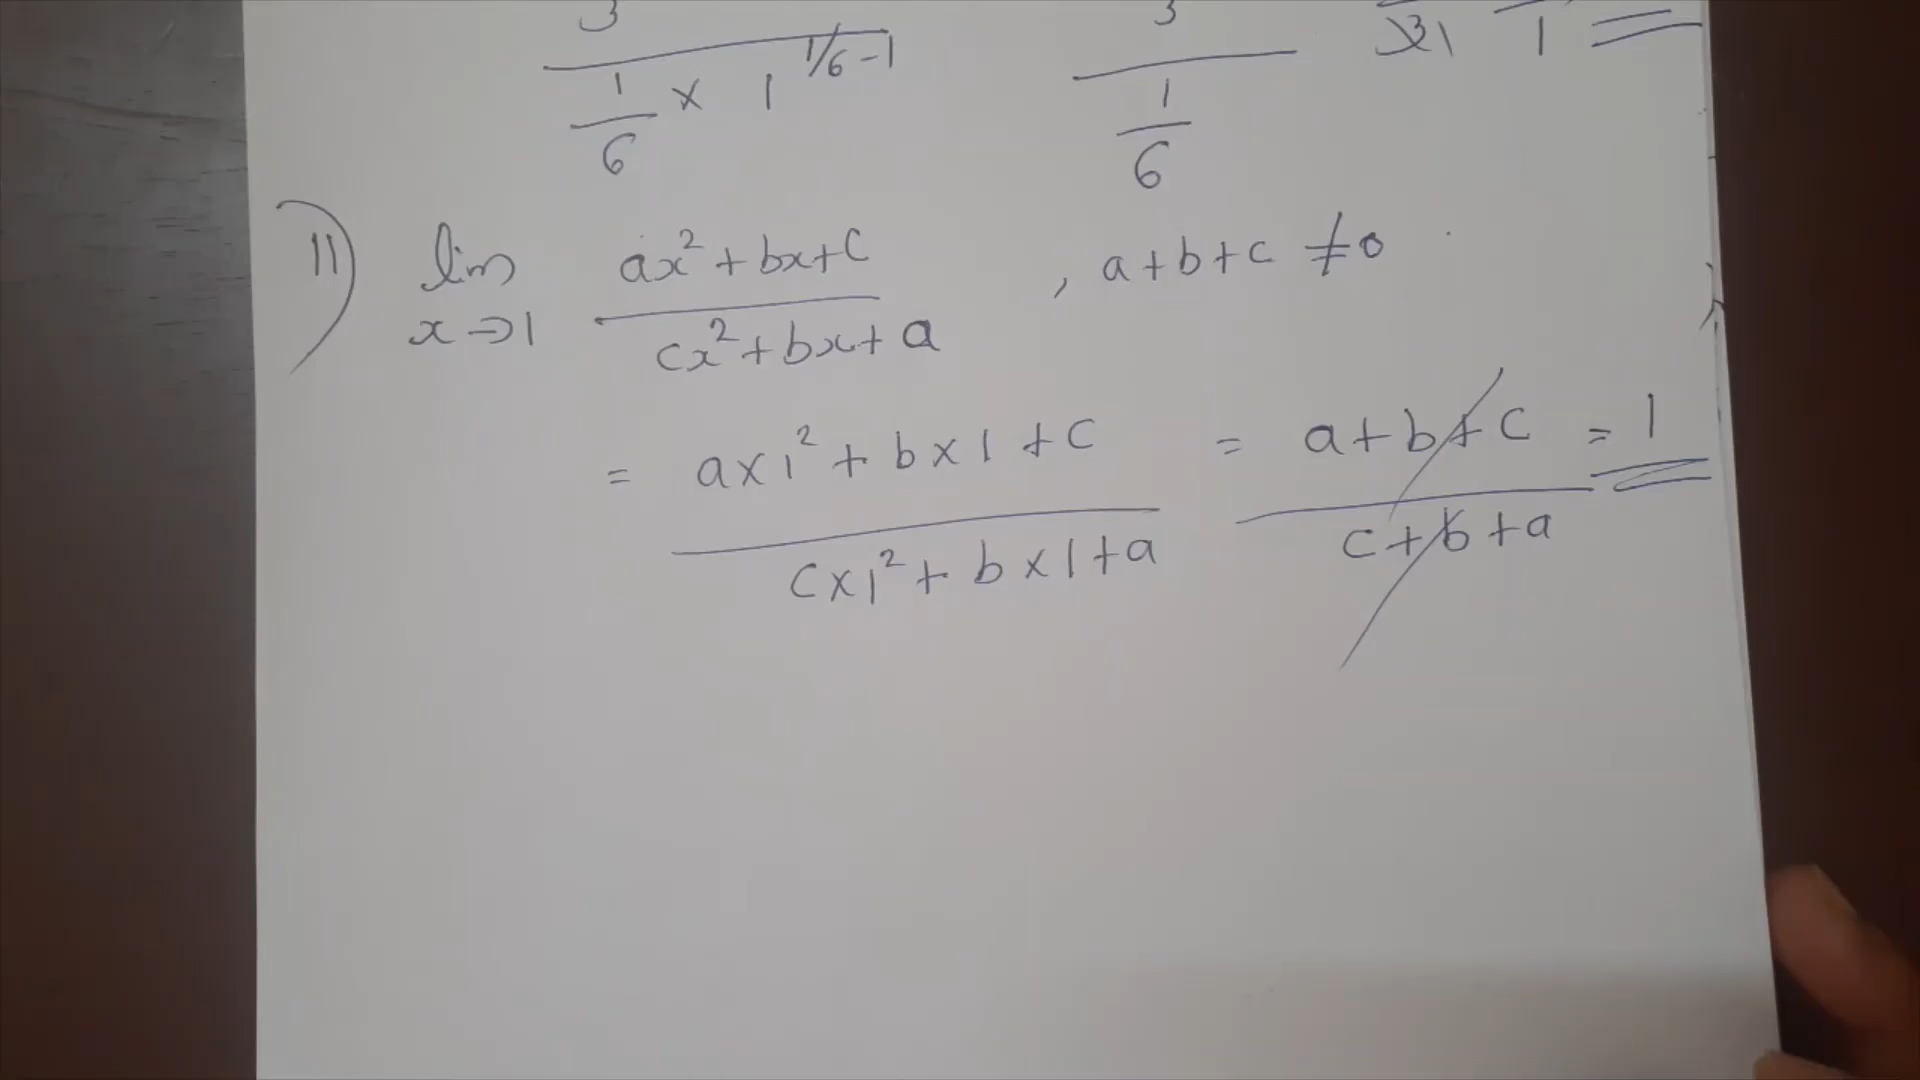 3 3
1/6 × 1^(1/6 - 1) 1/6 1
11) lim x→1 (ax² + bx + c)/(cx² + bx + a) , a + b + c ≠ 0
= (a×1² + b×1 + c)/(c×1² + b×1 + a) = (a + b + c)/(c + b + a) = 1